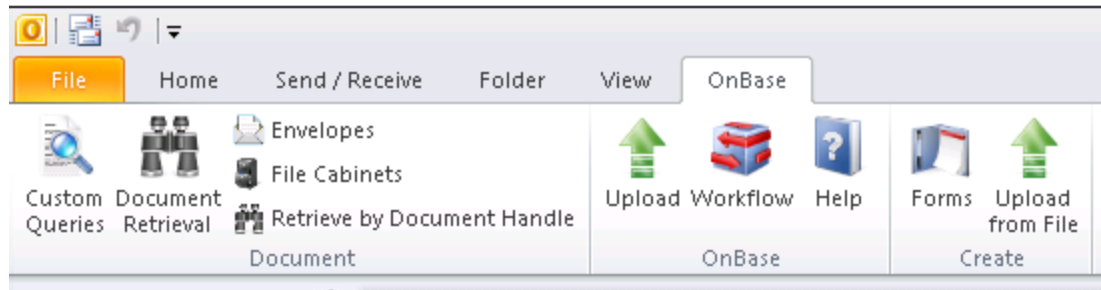 File Home Send / Receive Folder View OnBase
Custom Queries
Document Retrieval
Envelopes
File Cabinets
Retrieve by Document Handle
Document
Upload
Workflow
Help
OnBase
Forms
Upload from File
Create